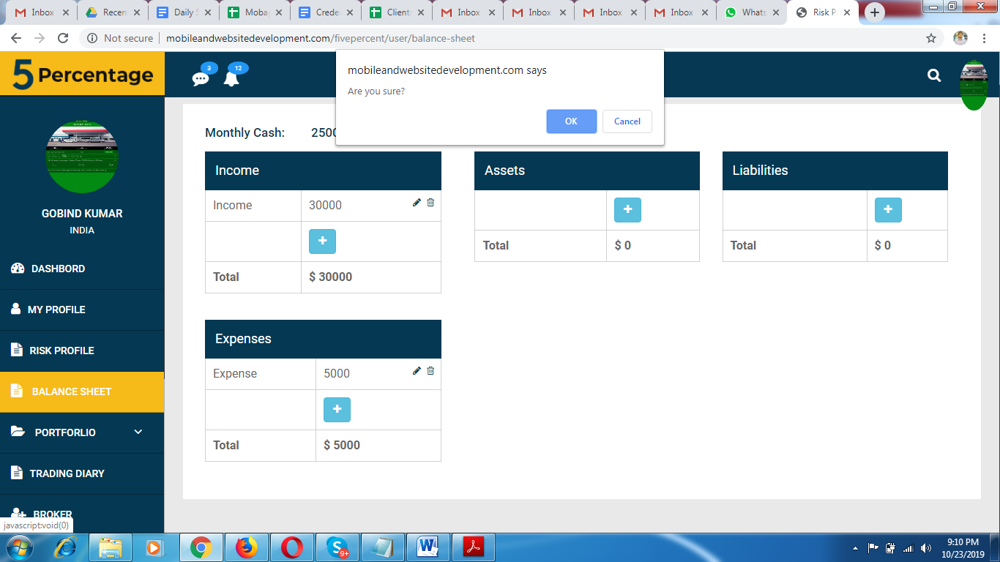 Inbox
Recen
Daily S
Moba
Crede
Client
Inbox
Inbox
Inbox
Inbox
Whats
Risk P
Not secure
mobileandwebsitedevelopment.com/fivepercent/user/balance-sheet
5 Percentage
3
12
mobileandwebsitedevelopment.com says
Are you sure?
OK Cancel
GOBIND KUMAR
INDIA
DASHBORD
MY PROFILE
RISK PROFILE
BALANCE SHEET
PORTFORLIO
TRADING DIARY
BROKER
javascript:void(0)
Monthly Cash: 2500
Income
Income 30000
+
Total $ 30000
Expenses
Expense 5000
+
Total $ 5000
Assets
+
Total $ 0
Liabilities
+
Total $ 0
9+
9:10 PM
10/23/2019